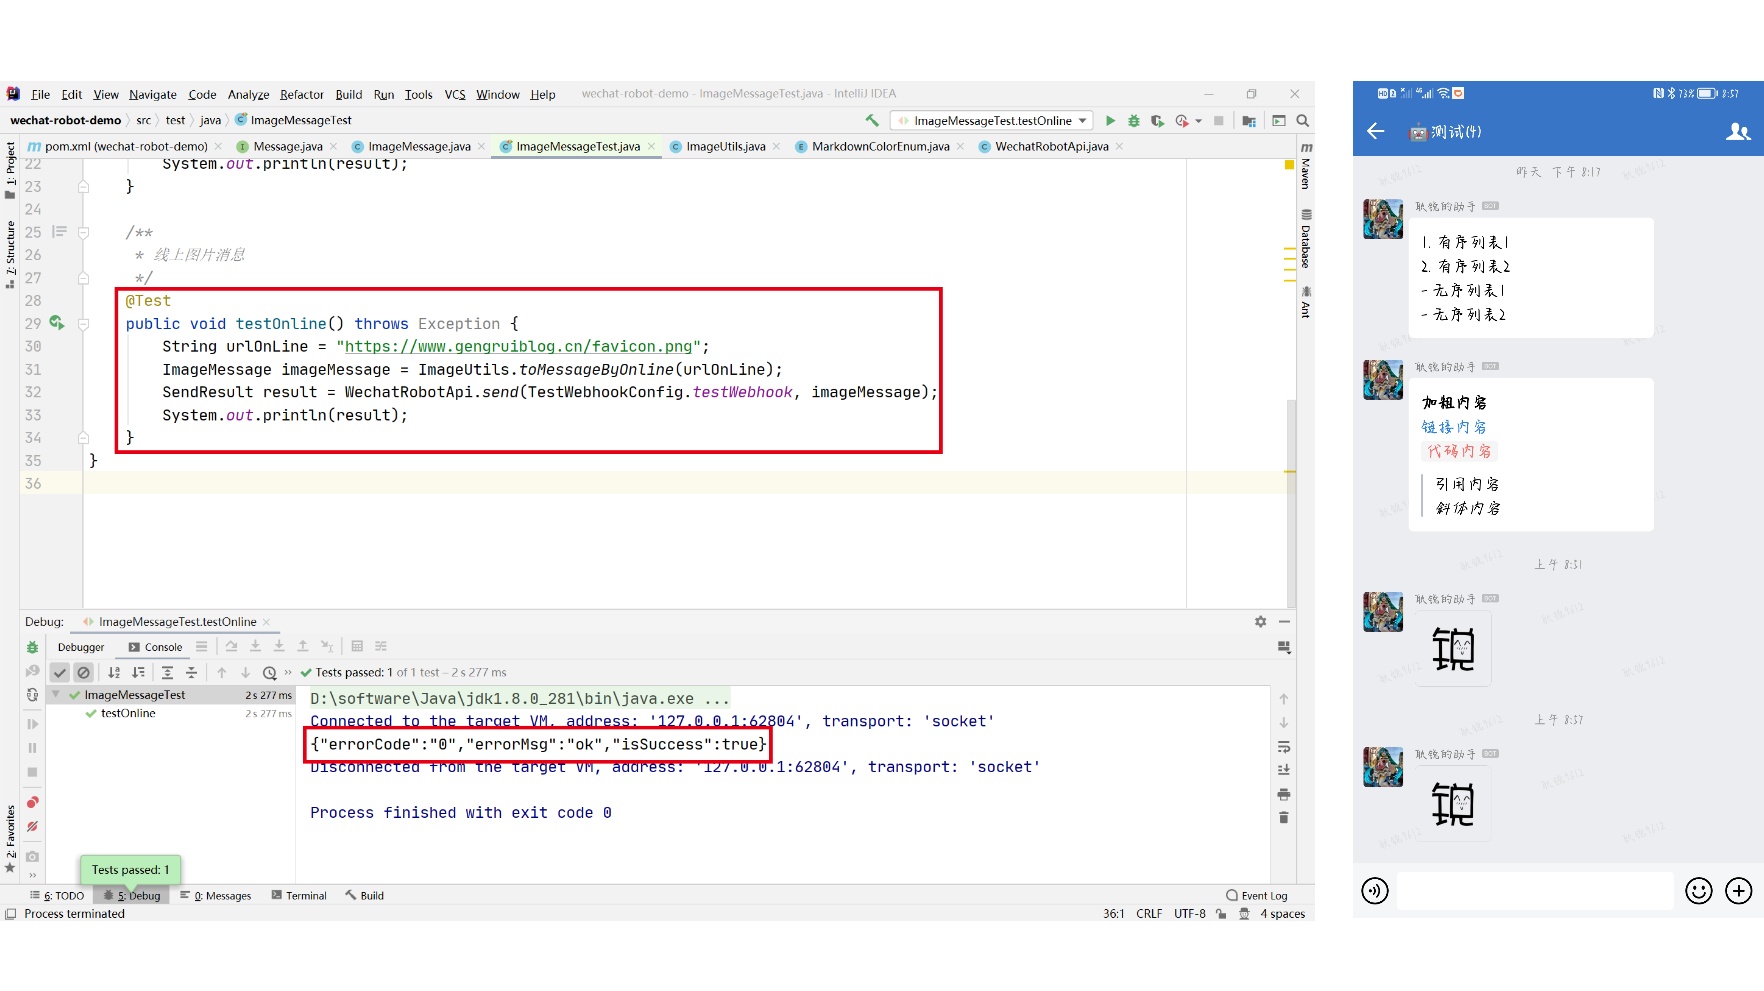 File Edit View Navigate Code Analyze Refactor Build Run Tools VCS Window Help wechat-robot-demo - ImageMessageTest.java - IntelliJ IDEA
wechat-robot-demo src test java ImageMessageTest ImageMessageTest.testOnline
pom.xml (wechat-robot-demo) Message.java ImageMessage.java ImageMessageTest.java ImageUtils.java MarkdownColorEnum.java WechatRobotApi.java
1: Project
7: Structure
2: Favorites
Maven
Database
Ant
22 System.out.println(result);
23 }
24
25 /**
26 * 线上图片消息
27 */
28 @Test
29 public void testOnline() throws Exception {
30 String urlOnLine = "https://www.gengruiblog.cn/favicon.png";
31 ImageMessage imageMessage = ImageUtils.toMessageByOnline(urlOnLine);
32 SendResult result = WechatRobotApi.send(TestWebhookConfig.testWebhook, imageMessage);
33 System.out.println(result);
34 }
35 }
36
Debug: ImageMessageTest.testOnline
Debugger Console
Tests passed: 1 of 1 test – 2 s 277 ms
ImageMessageTest 2 s 277 ms
testOnline 2 s 277 ms
D:\software\Java\jdk1.8.0_281\bin\java.exe ...
Connected to the target VM, address: '127.0.0.1:62804', transport: 'socket'
{"errorCode":"0","errorMsg":"ok","isSuccess":true}
Disconnected from the target VM, address: '127.0.0.1:62804', transport: 'socket'
Process finished with exit code 0
Tests passed: 1
6: TODO 5: Debug 0: Messages Terminal Build Event Log
Process terminated 36:1 CRLF UTF-8 4 spaces
73% 8:57
测试(4)
昨天 下午 8:17
耿锐的助手 BOT
1. 有序列表1
2. 有序列表2
- 无序列表1
- 无序列表2
耿锐的助手 BOT
加粗内容
链接内容
代码内容
引用内容
斜体内容
上午 8:51
耿锐的助手 BOT
锐
上午 8:57
耿锐的助手 BOT
锐